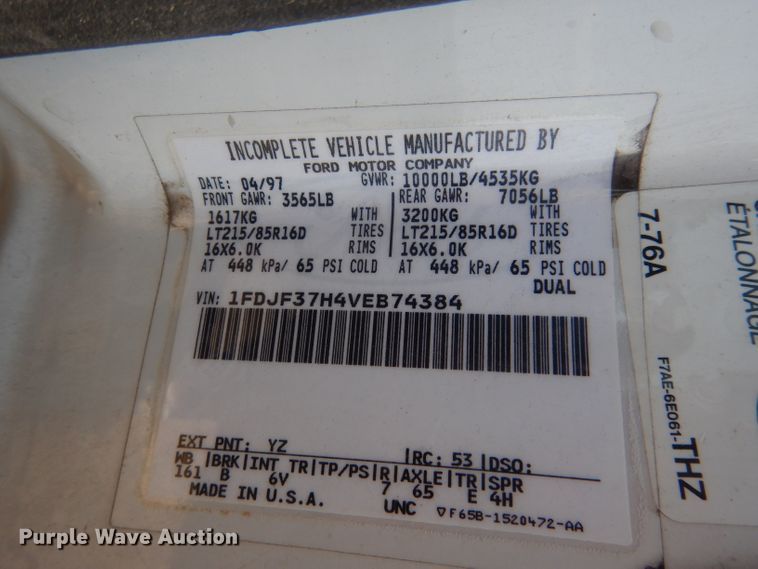 INCOMPLETE VEHICLE MANUFACTURED BY
FORD MOTOR COMPANY
DATE: 04/97 GVWR: 10000LB/4535KG
FRONT GAWR: 3565LB REAR GAWR: 7056LB
1617KG WITH 3200KG WITH
LT215/85R16D TIRES LT215/85R16D TIRES
16X6.0K RIMS 16X6.0K RIMS
AT 448 kPa/ 65 PSI COLD AT 448 kPa/ 65 PSI COLD
DUAL
VIN: 1FDJF37H4VEB74384
EXT PNT: YZ RC: 53 DSO:
WB BRK INT TR TP/PS R AXLE TR SPR
161 B 6V 7 65 E 4H
MADE IN U.S.A. UNC F65B-1520472-AA
7-76A
ÉTALONNAGE
F7AE-6E061-THZ
Purple Wave Auction